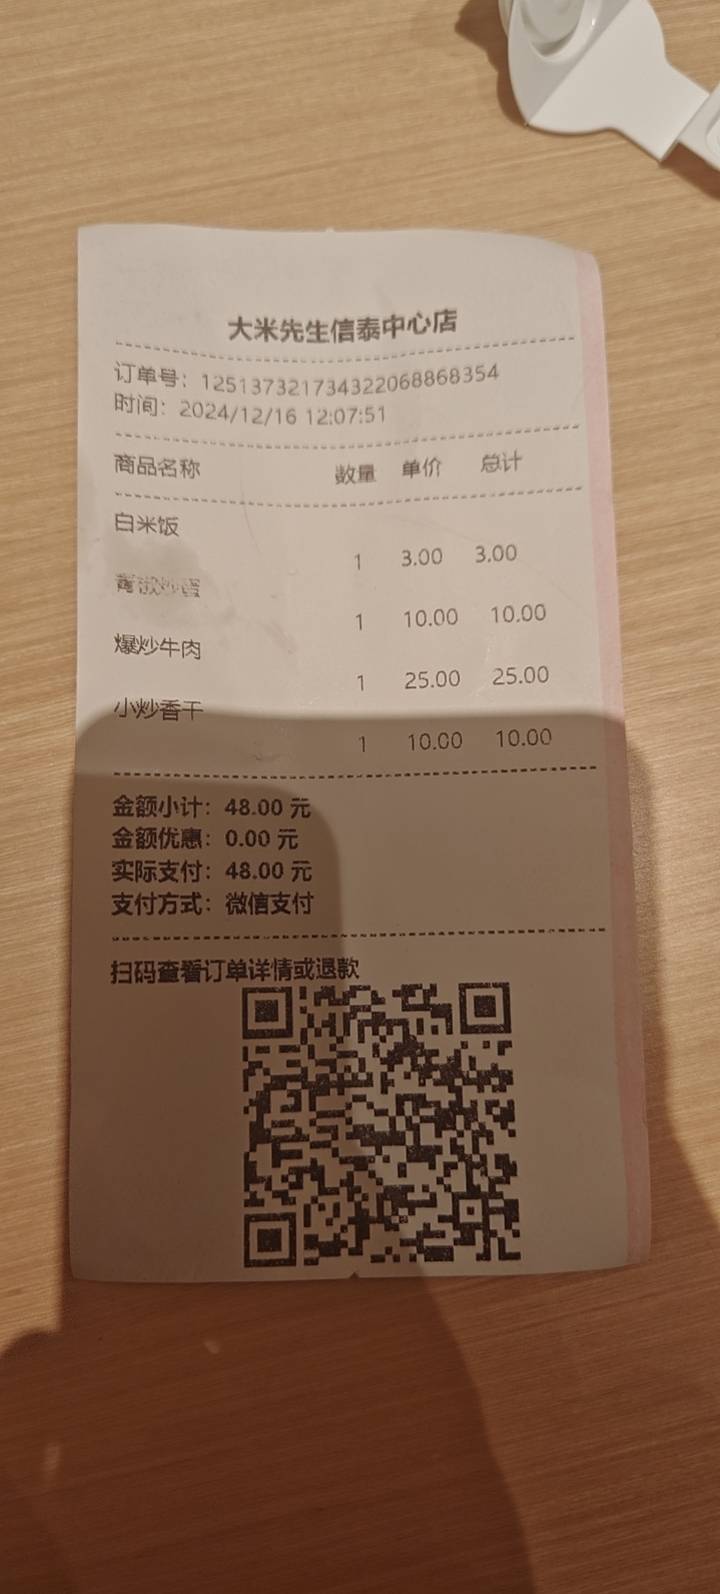 大米先生信泰中心店
订单号：125137321734322068868354
时间：2024/12/16 12:07:51
商品名称 数量 单价 总计
白米饭
1 3.00 3.00
炒蛋
1 10.00 10.00
爆炒牛肉
1 25.00 25.00
小炒香干
1 10.00 10.00
金额小计：48.00 元
金额优惠：0.00 元
实际支付：48.00 元
支付方式：微信支付
扫码查看订单详情或退款